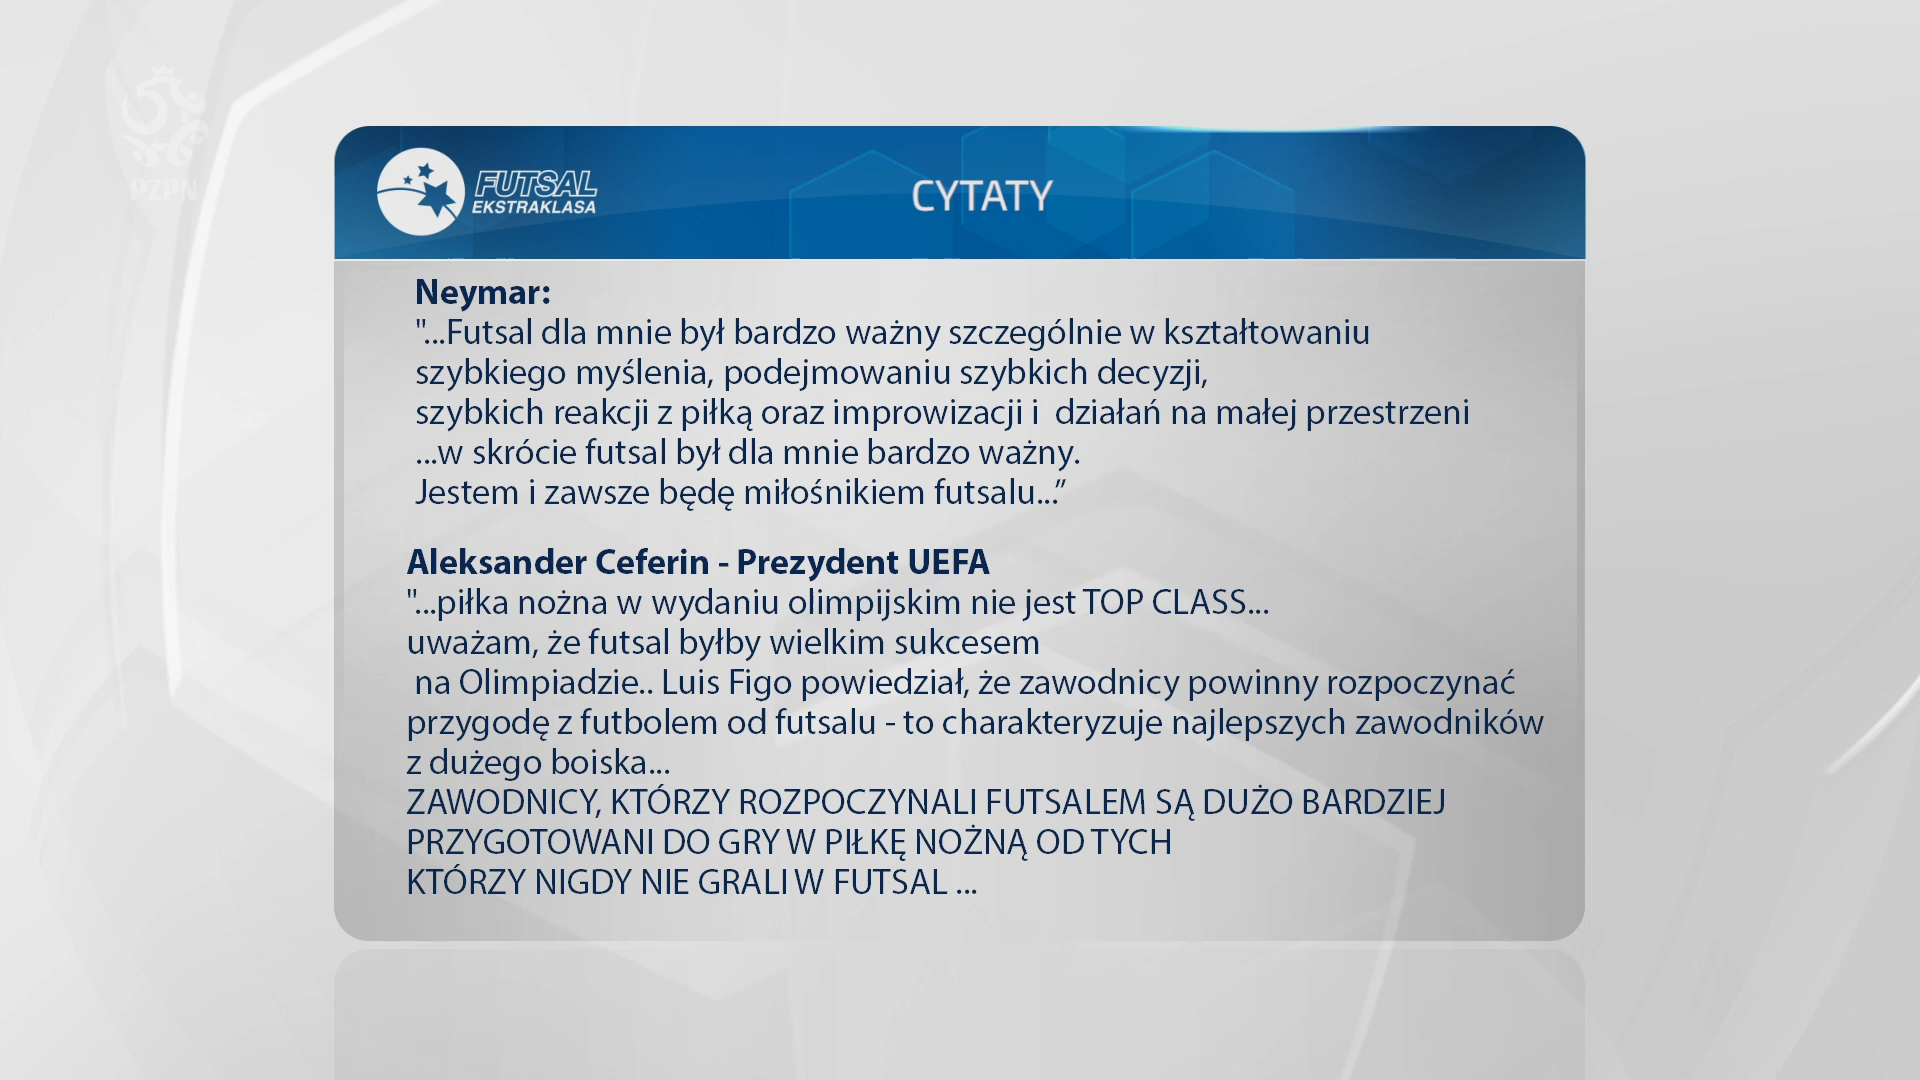 PZPN
FUTSAL
EKSTRAKLASA
CYTATY
Neymar:
"...Futsal dla mnie był bardzo ważny szczególnie w kształtowaniu
szybkiego myślenia, podejmowaniu szybkich decyzji,
szybkich reakcji z piłką oraz improwizacji i  działań na małej przestrzeni
...w skrócie futsal był dla mnie bardzo ważny.
Jestem i zawsze będę miłośnikiem futsalu...”
Aleksander Ceferin - Prezydent UEFA
"...piłka nożna w wydaniu olimpijskim nie jest TOP CLASS...
uważam, że futsal byłby wielkim sukcesem
na Olimpiadzie.. Luis Figo powiedział, że zawodnicy powinny rozpoczynać
przygodę z futbolem od futsalu - to charakteryzuje najlepszych zawodników
z dużego boiska...
ZAWODNICY, KTÓRZY ROZPOCZYNALI FUTSALEM SĄ DUŻO BARDZIEJ
PRZYGOTOWANI DO GRY W PIŁKĘ NOŻNĄ OD TYCH
KTÓRZY NIGDY NIE GRALI W FUTSAL ...